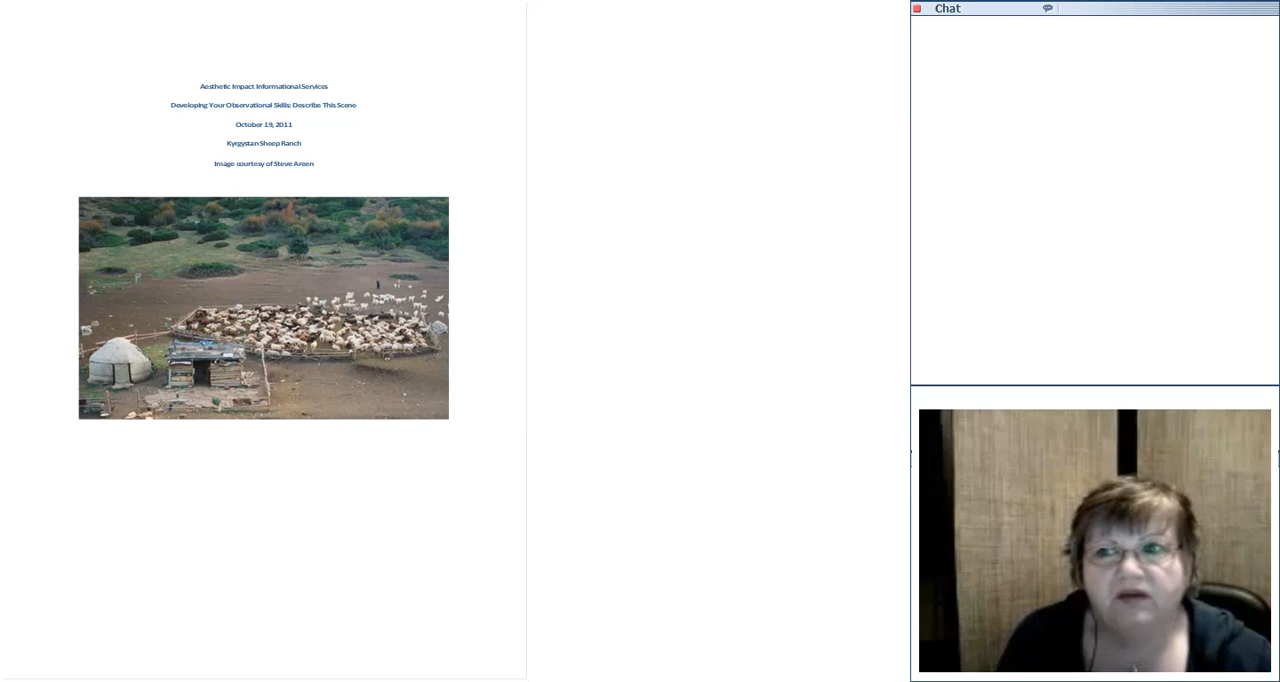 Aesthetic Impact Informational Services
Developing Your Observational Skills: Describe This Scene
October 19, 2011
Kyrgystan Sheep Ranch
Image courtesy of Steve Areen
Chat